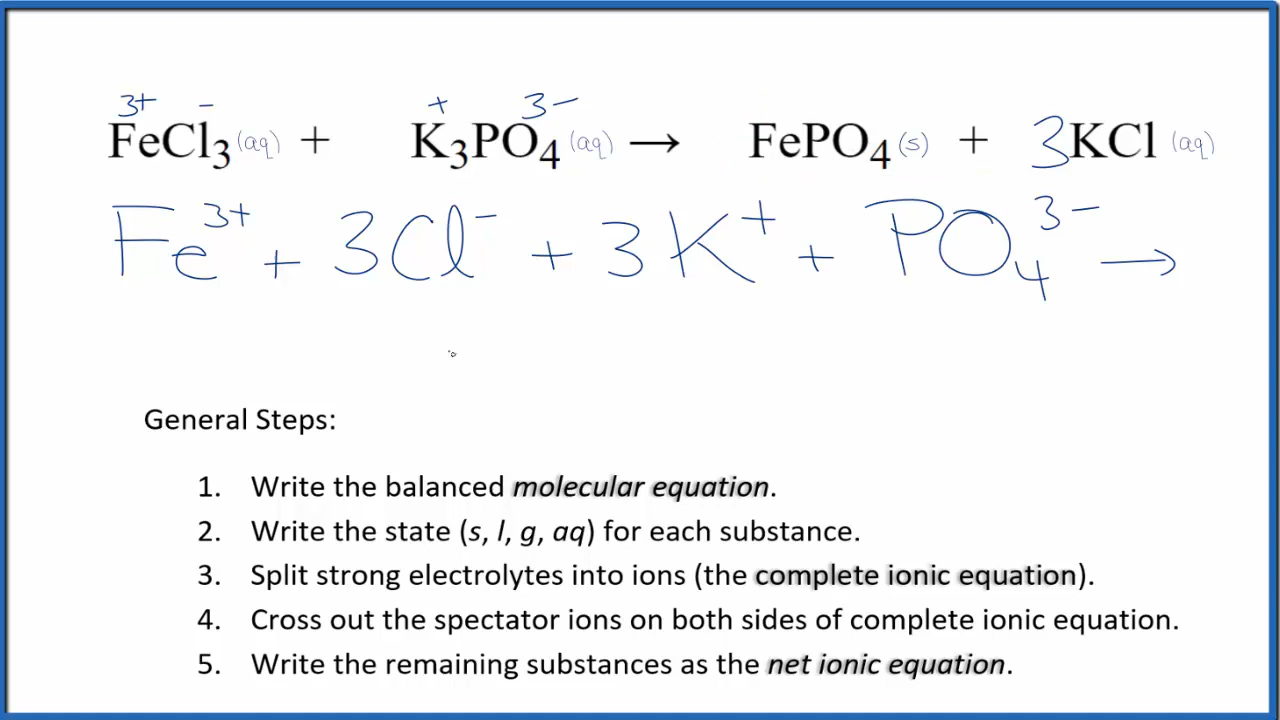 3+ – + 3–
FeCl₃(aq) + K₃PO₄(aq) → FePO₄(s) + 3KCl(aq)
Fe³⁺ + 3Cl⁻ + 3K⁺ + PO₄³⁻ →
General Steps:
1. Write the balanced molecular equation.
2. Write the state (s, l, g, aq) for each substance.
3. Split strong electrolytes into ions (the complete ionic equation).
4. Cross out the spectator ions on both sides of complete ionic equation.
5. Write the remaining substances as the net ionic equation.